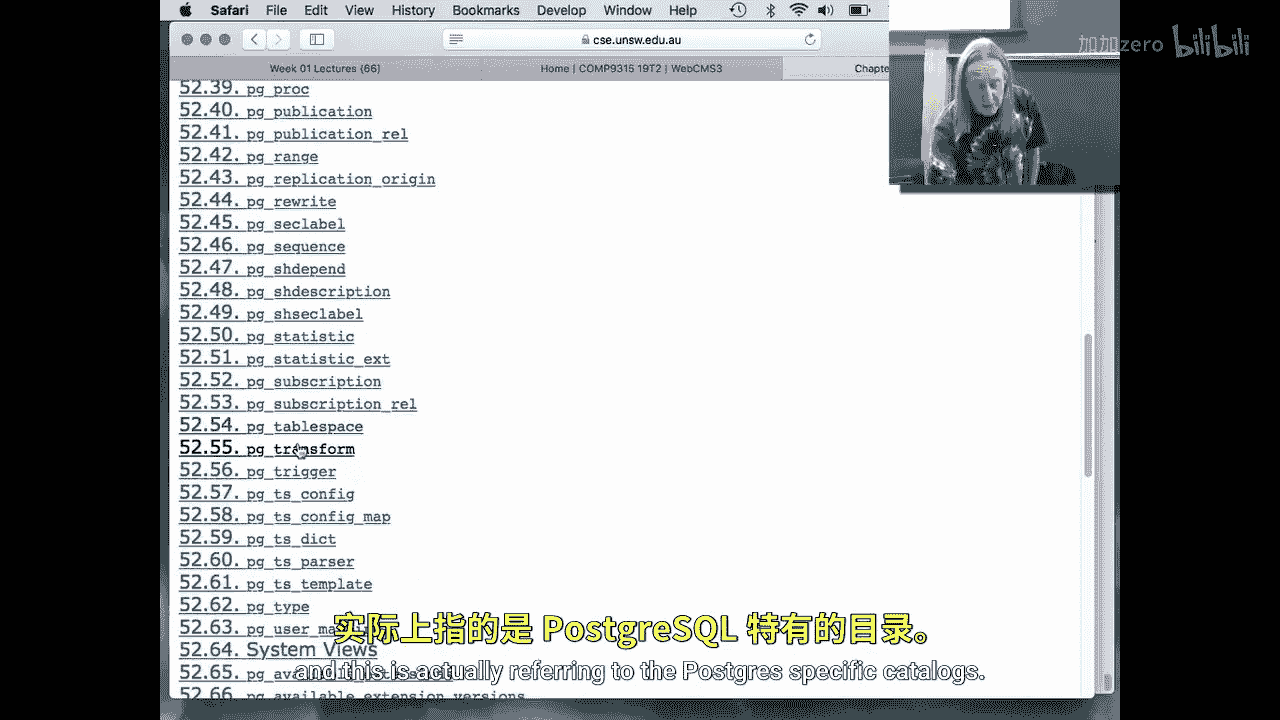 Safari File Edit View History Bookmarks Develop Window Help
加加zero bilibili
cse.unsw.edu.au
Week 01 Lectures (66)
Home | COMP9315 19T2 | WebCMS3
Chapte
52.39. pg_proc
52.40. pg_publication
52.41. pg_publication_rel
52.42. pg_range
52.43. pg_replication_origin
52.44. pg_rewrite
52.45. pg_seclabel
52.46. pg_sequence
52.47. pg_shdepend
52.48. pg_shdescription
52.49. pg_shseclabel
52.50. pg_statistic
52.51. pg_statistic_ext
52.52. pg_subscription
52.53. pg_subscription_rel
52.54. pg_tablespace
52.55. pg_transform
52.56. pg_trigger
52.57. pg_ts_config
52.58. pg_ts_config_map
52.59. pg_ts_dict
52.60. pg_ts_parser
52.61. pg_ts_template
52.62. pg_type
52.63. pg_user_ma
实际上指的是 PostgreSQL 特有的目录。
52.64. System Views
and this is actually referring to the Postgres specific catalogs.
52.65. pg_av
52.66. pg_available_extension_versions